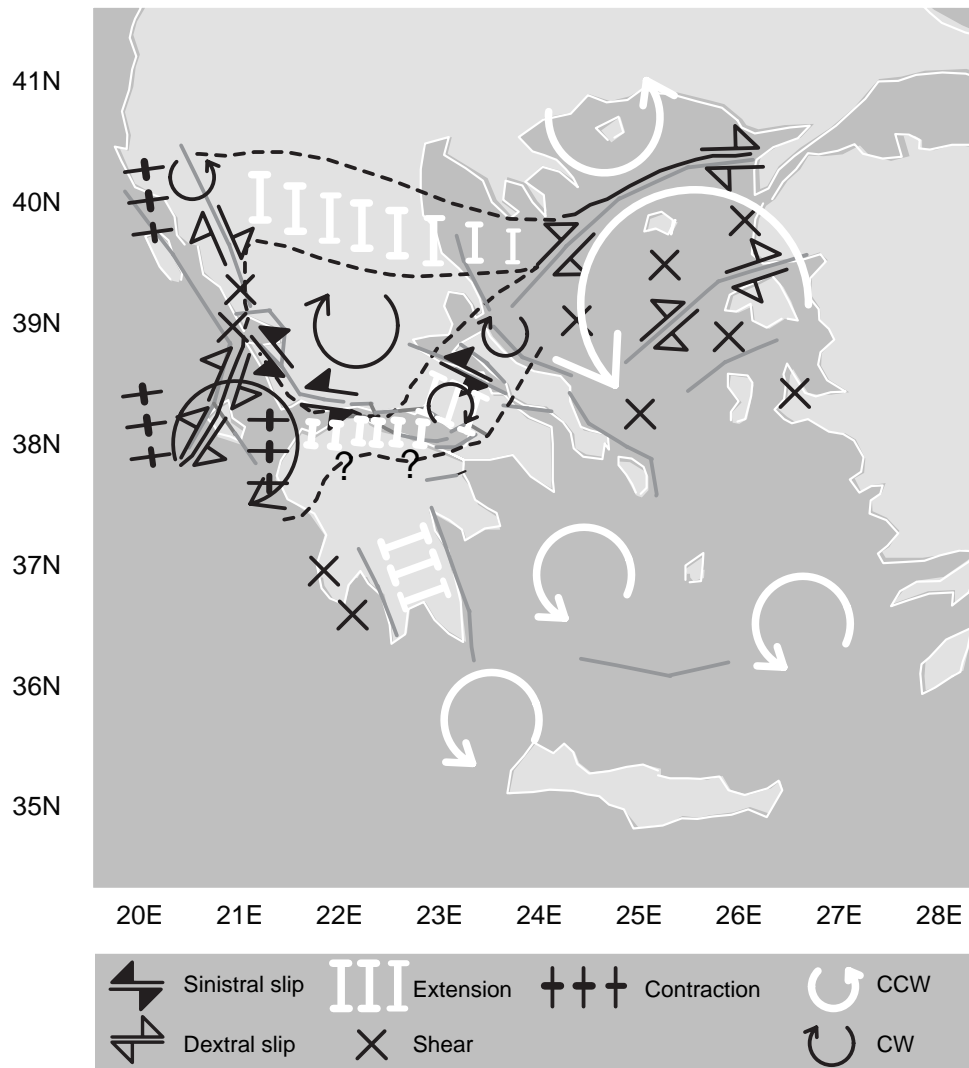 41N
40N
39N
38N
? ?
37N
36N
35N
20E 21E 22E 23E 24E 25E 26E 27E 28E
Sinistral slip Extension Contraction CCW
Dextral slip Shear CW